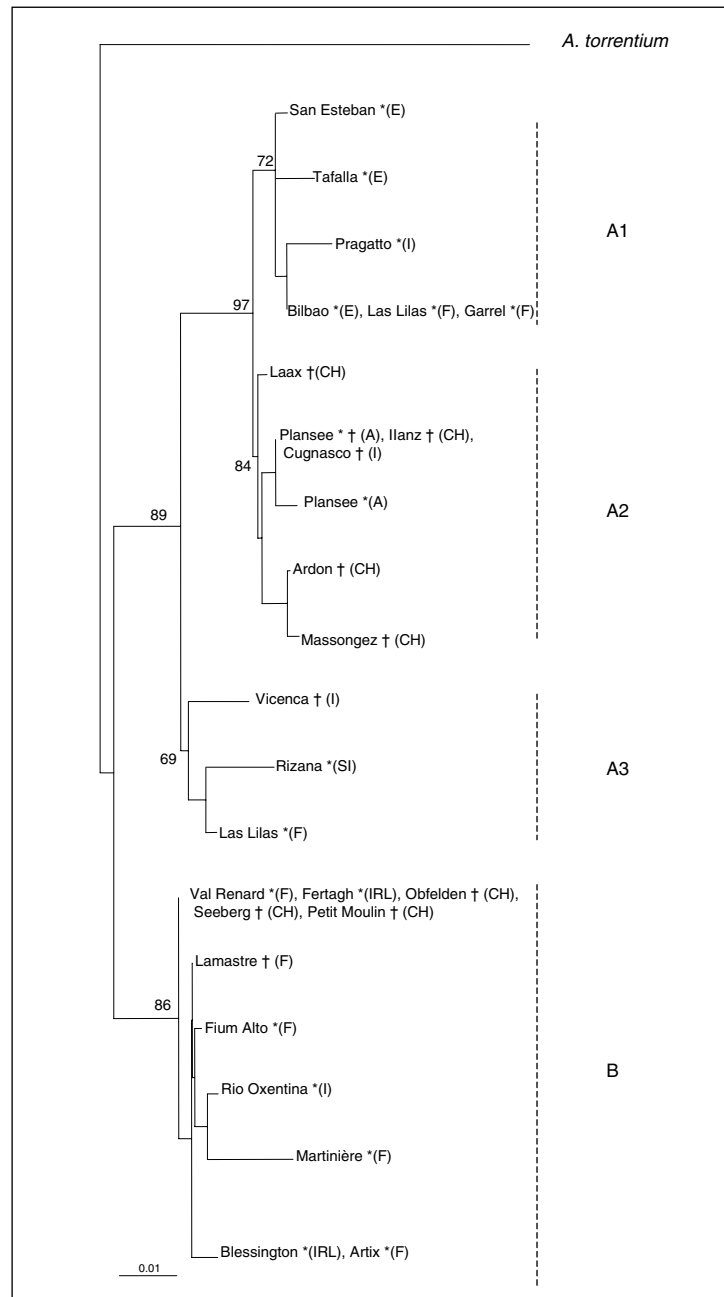 A. torrentium
San Esteban *(E)
72
Tafalla *(E)
A1
Pragatto *(I)
97
Bilbao *(E), Las Lilas *(F), Garrel *(F)
Laax †(CH)
Plansee * † (A), Ilanz † (CH),
Cugnasco † (I)
84
Plansee *(A)
A2
89
Ardon † (CH)
Massongez † (CH)
Vicenca † (I)
69
Rizana *(SI)
A3
Las Lilas *(F)
Val Renard *(F), Fertagh *(IRL), Obfelden † (CH),
Seeberg † (CH), Petit Moulin † (CH)
Lamastre † (F)
86
Fium Alto *(F)
B
Rio Oxentina *(I)
Martinière *(F)
Blessington *(IRL), Artix *(F)
0.01